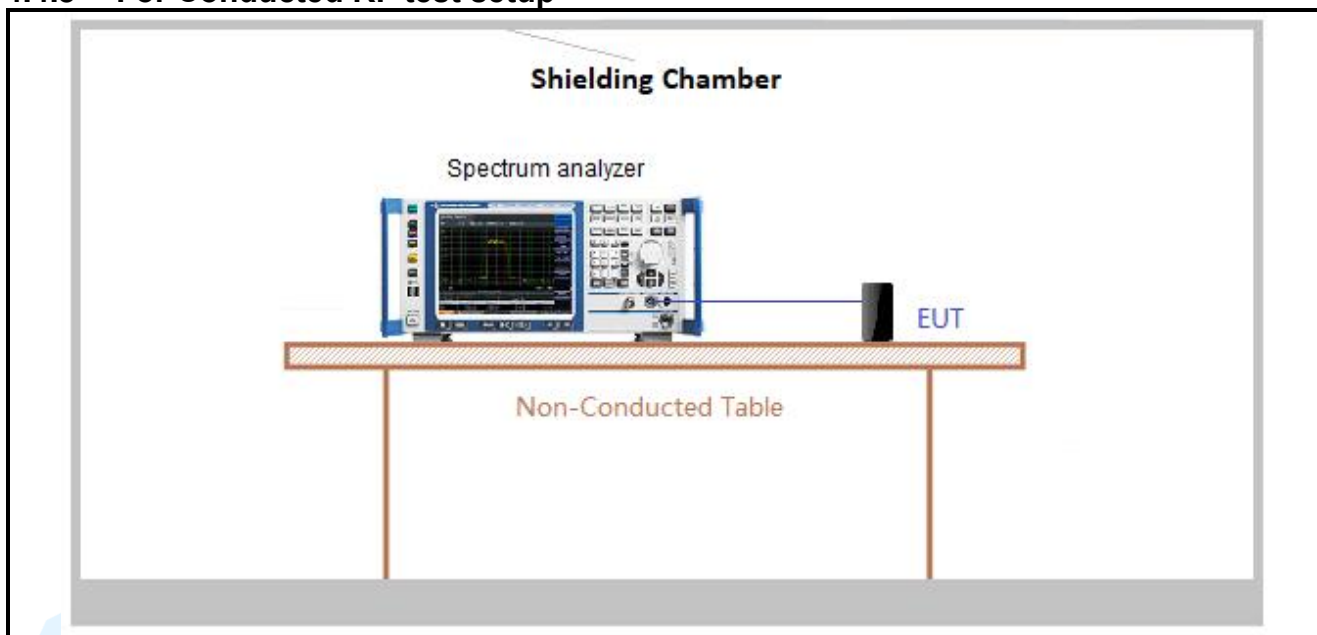 Shielding Chamber
Spectrum analyzer
EUT
Non-Conducted Table